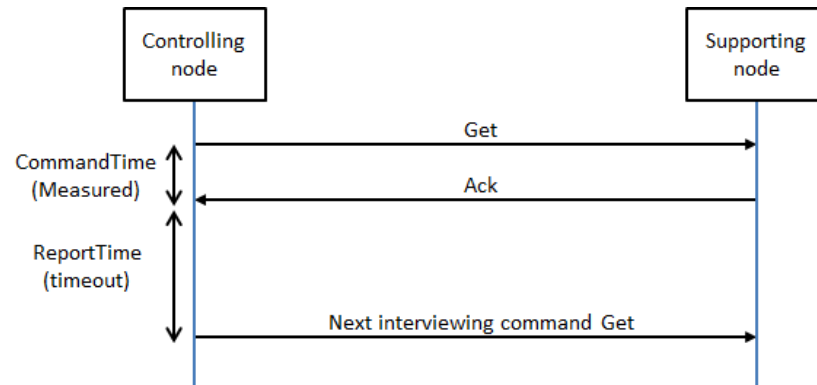 Controlling
node
Supporting
node
Get
CommandTime
(Measured)
Ack
ReportTime
(timeout)
Next interviewing command Get